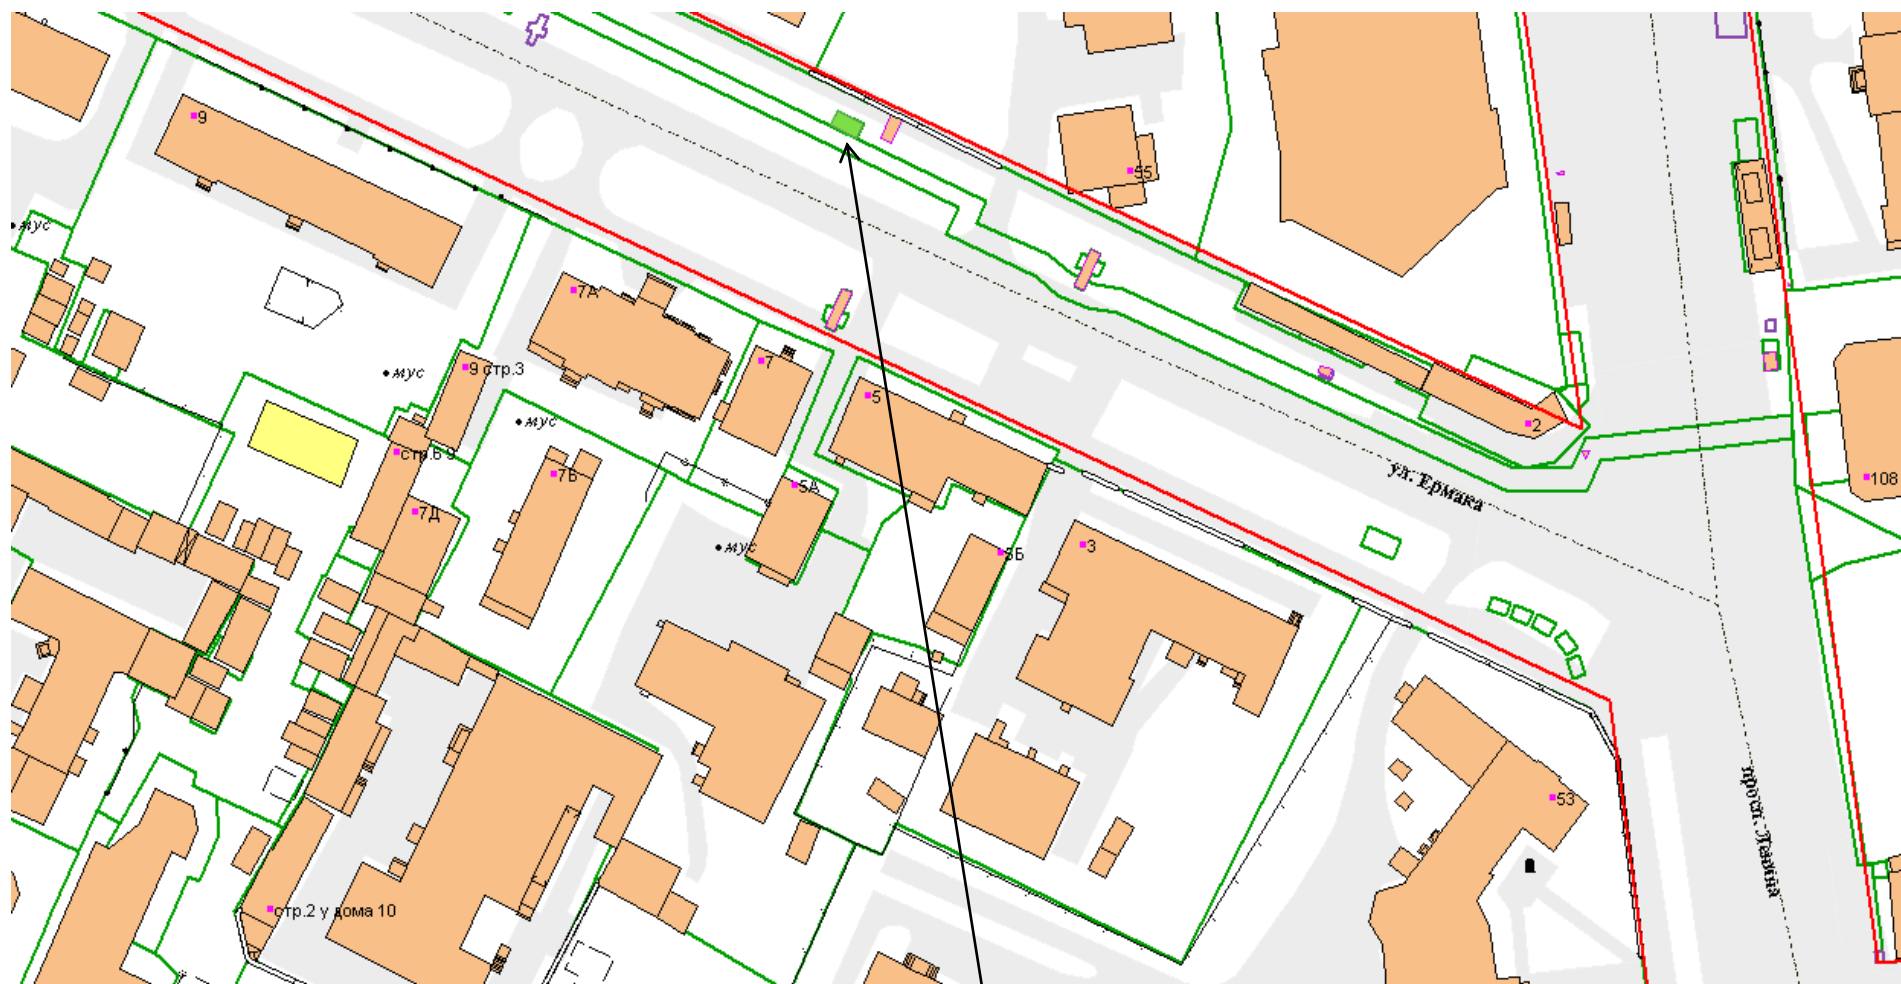 9
55
мус
7А
9 стр.3
7
мус
5
2
мус
стр.6 9
7Б
5А
ул. Ермака
108
7Д
мус
5Б
3
53
просп. Ленина
стр.2 у дома 10